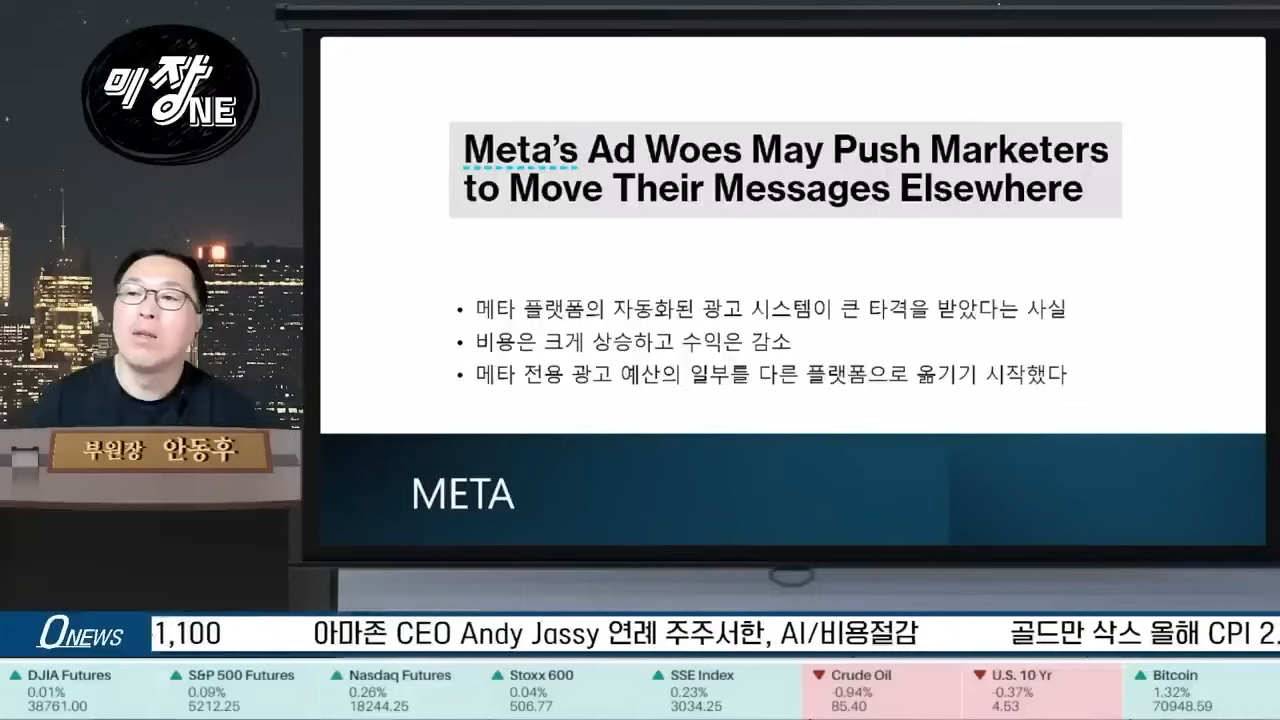 미장
ONE
Meta's Ad Woes May Push Marketers
to Move Their Messages Elsewhere
• 메타 플랫폼의 자동화된 광고 시스템이 큰 타격을 받았다는 사실
• 비용은 크게 상승하고 수익은 감소
• 메타 전용 광고 예산의 일부를 다른 플랫폼으로 옮기기 시작했다
META
부원장 안동후
ONEWS
1,100 아마존 CEO Andy Jassy 연례 주주서한, AI/비용절감 골드만 삭스 올해 CPI 2.
DJIA Futures
0.01%
38761.00
S&P 500 Futures
0.09%
5212.25
Nasdaq Futures
0.26%
18244.25
Stoxx 600
0.04%
506.77
SSE Index
0.23%
3034.25
Crude Oil
-0.94%
85.40
U.S. 10 Yr
-0.37%
4.53
Bitcoin
1.32%
70948.59